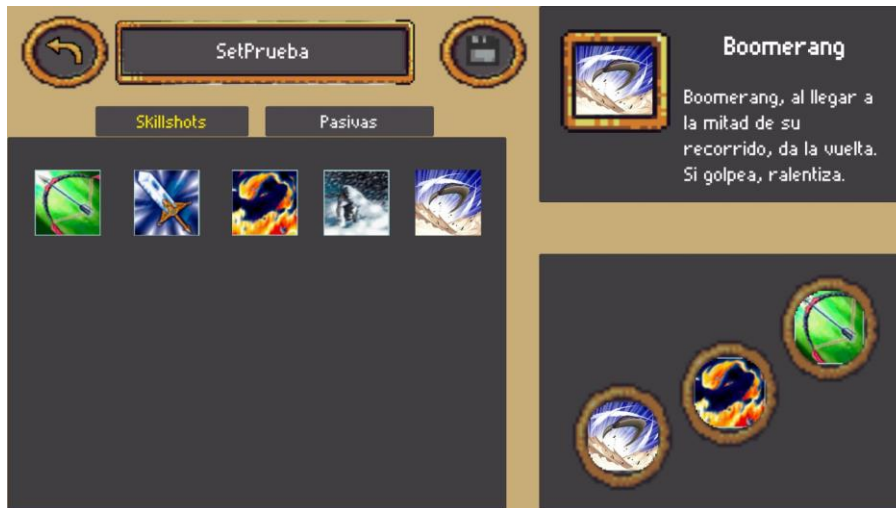 SetPrueba
Skillshots
Pasivas
Boomerang
Boomerang, al llegar a
la mitad de su
recorrido, da la vuelta.
Si golpea, ralentiza.